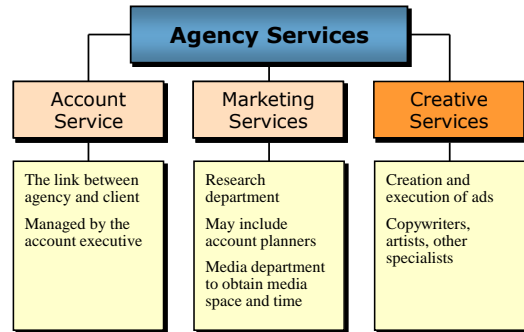 Agency Services
Account
Service
Marketing
Services
Creative
Services
The link between
agency and client
Managed by the
account executive
Research
department
May include
account planners
Media department
to obtain media
space and time
Creation and
execution of ads
Copywriters,
artists, other
specialists